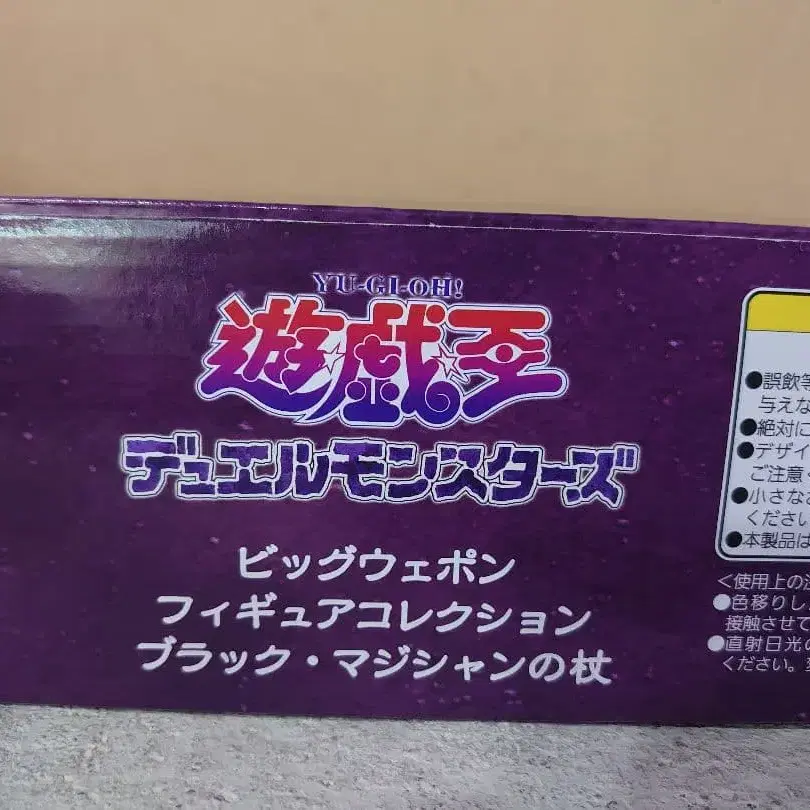 YU-GI-OH!
遊☆戯☆王
デュエルモンスターズ
ビッグウェポン
フィギュアコレクション
ブラック・マジシャンの杖
●誤飲等
与えな
●絶対に
●デザイ
ご注意
●小さな
くださ
●本製品は
<使用上の注
●色移りし
接触させて
●直射日光の
ください。